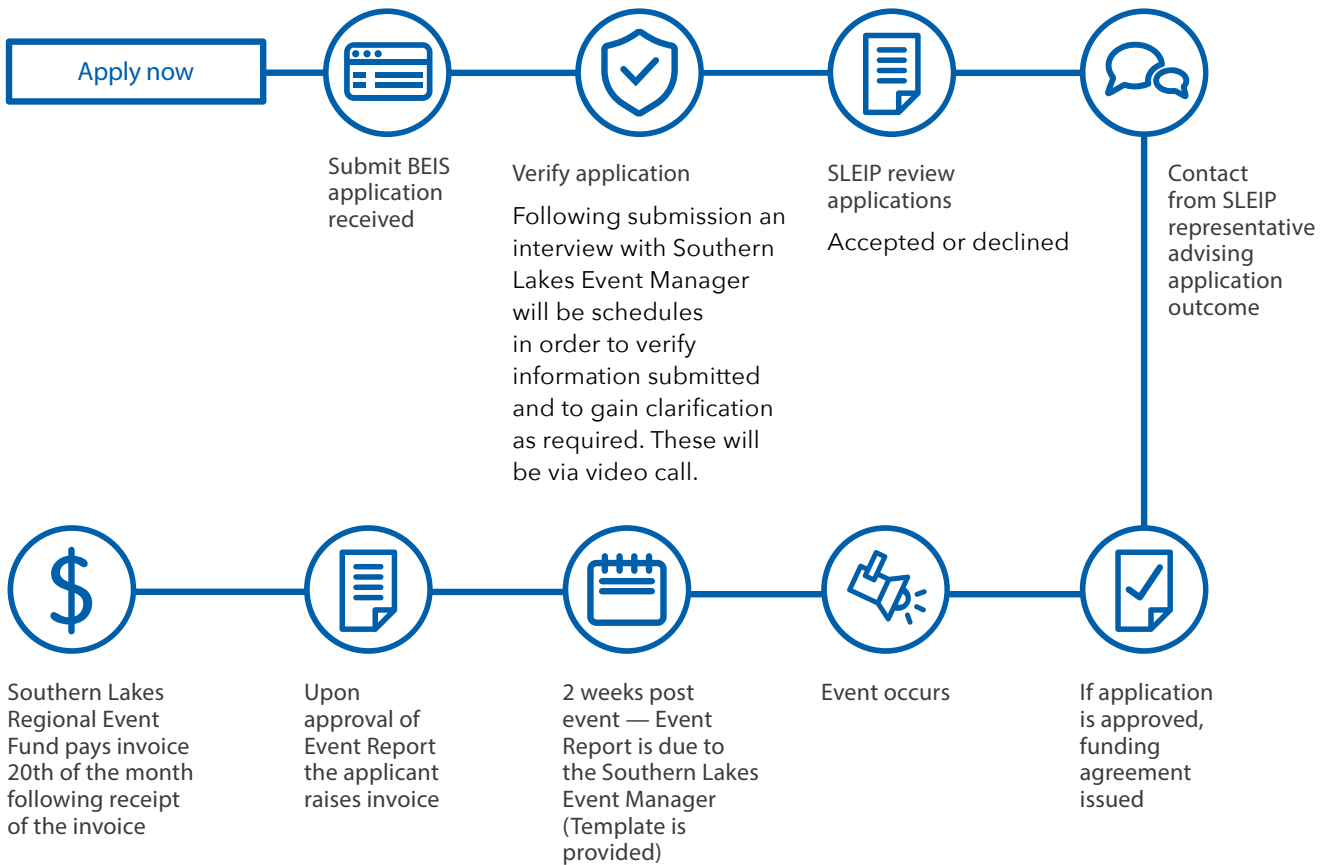 Apply now
Submit BEIS
application
received
Verify application
Following submission an
interview with Southern
Lakes Event Manager
will be schedules
in order to verify
information submitted
and to gain clarification
as required. These will
be via video call.
SLEIP review
applications
Accepted or declined
Contact
from SLEIP
representative
advising
application
outcome
If application
is approved,
funding
agreement
issued
Event occurs
2 weeks post
event — Event
Report is due to
the Southern Lakes
Event Manager
(Template is
provided)
Upon
approval of
Event Report
the applicant
raises invoice
$
Southern Lakes
Regional Event
Fund pays invoice
20th of the month
following receipt
of the invoice